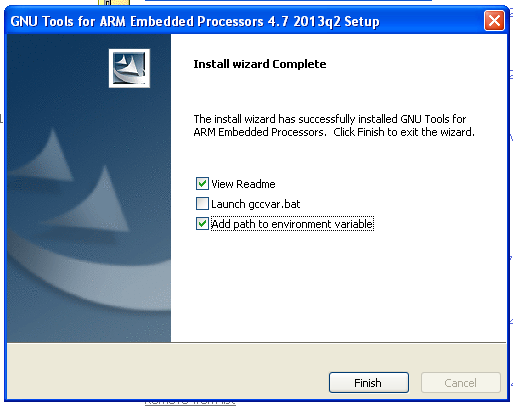 GNU Tools for ARM Embedded Processors 4.7 2013q2 Setup
Install wizard Complete
The install wizard has successfully installed GNU Tools for
ARM Embedded Processors. Click Finish to exit the wizard.
View Readme
Launch gccvar.bat
Add path to environment variable
Finish
Cancel